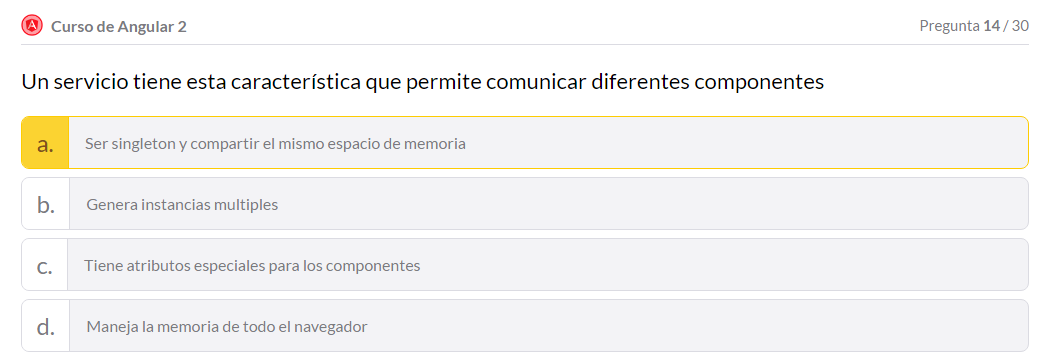 Curso de Angular 2
Pregunta 14 / 30
Un servicio tiene esta característica que permite comunicar diferentes componentes
a. Ser singleton y compartir el mismo espacio de memoria
b. Genera instancias multiples
c. Tiene atributos especiales para los componentes
d. Maneja la memoria de todo el navegador